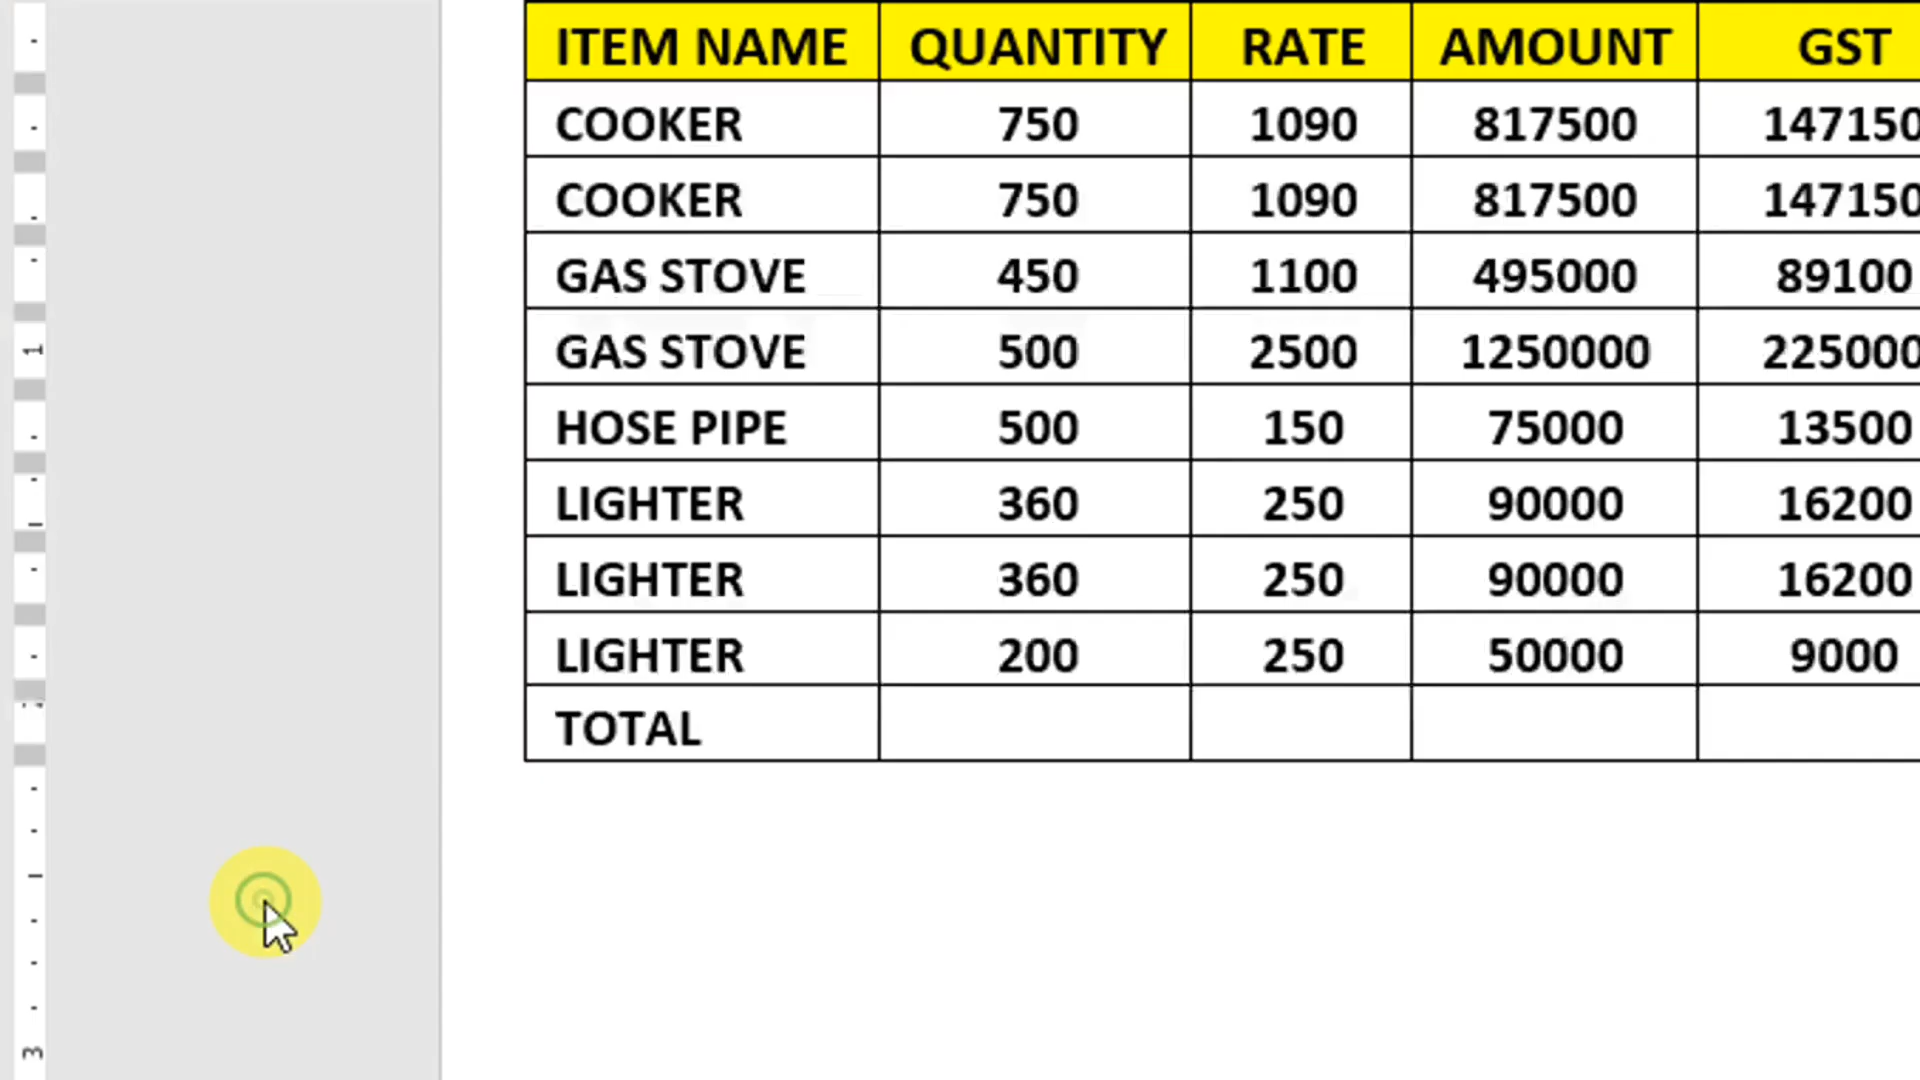 ITEM NAME QUANTITY RATE AMOUNT GST
COOKER 750 1090 817500 147150
COOKER 750 1090 817500 147150
GAS STOVE 450 1100 495000 89100
GAS STOVE 500 2500 1250000 225000
HOSE PIPE 500 150 75000 13500
LIGHTER 360 250 90000 16200
LIGHTER 360 250 90000 16200
LIGHTER 200 250 50000 9000
TOTAL
1
3